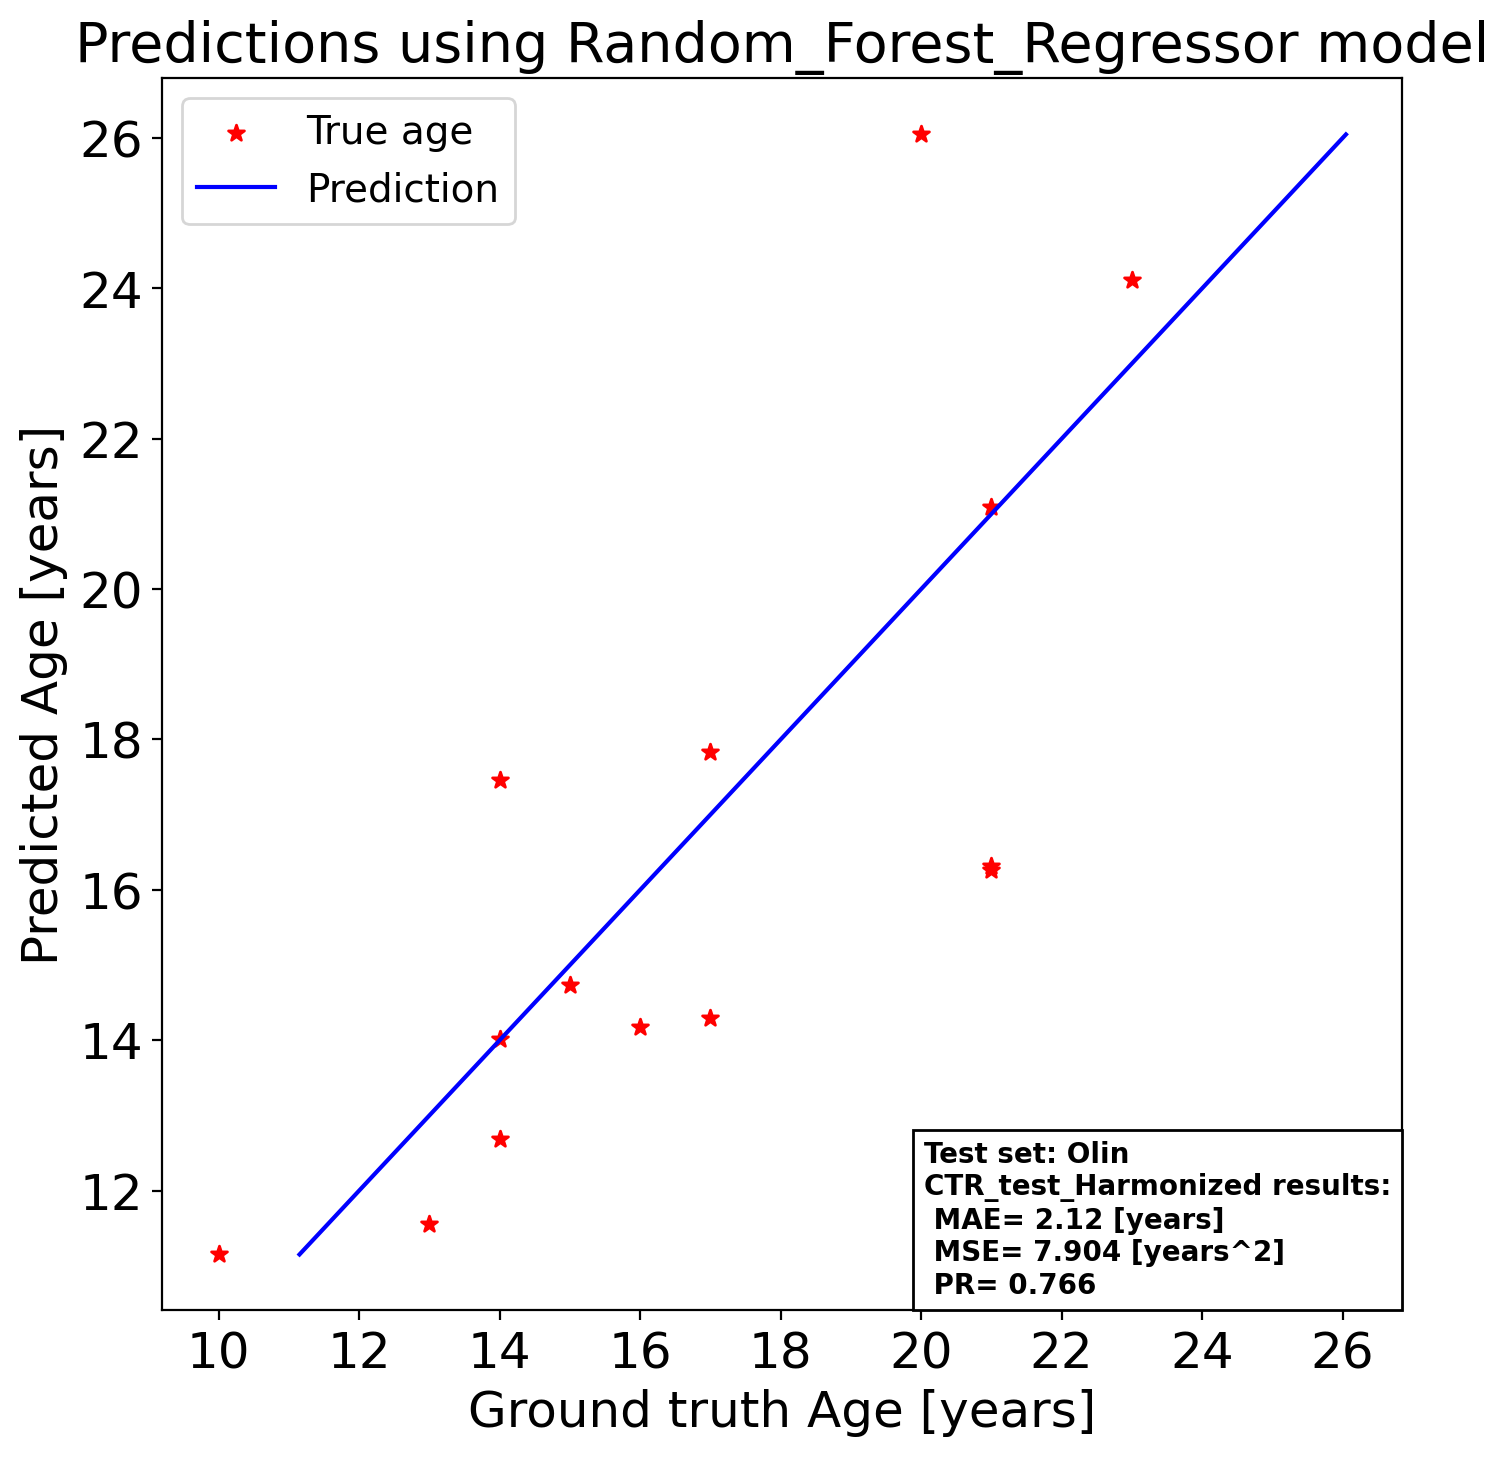 Predictions using Random_Forest_Regressor model
True age
Prediction
26
24
22
20
18
16
14
12
Predicted Age [years]
Test set: Olin
CTR_test_Harmonized results:
MAE= 2.12 [years]
MSE= 7.904 [years^2]
PR= 0.766
10 12 14 16 18 20 22 24 26
Ground truth Age [years]